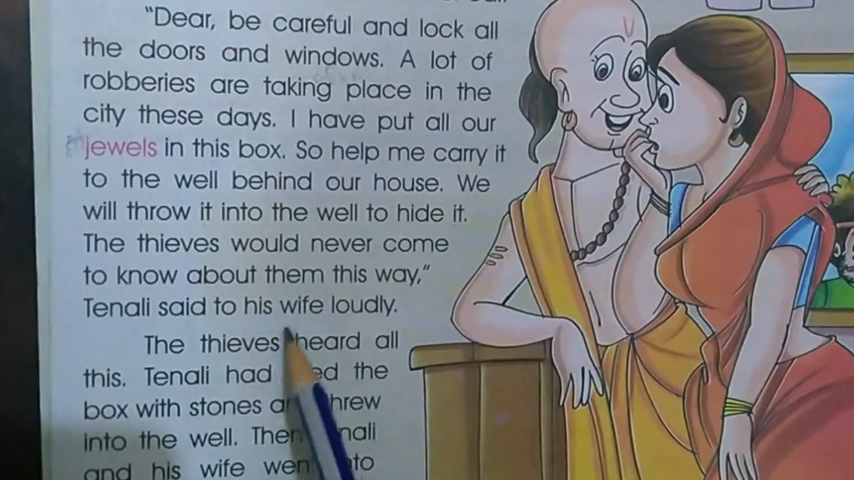 "Dear, be careful and lock all
the doors and windows. A lot of
robberies are taking place in the
city these days. I have put all our
jewels in this box. So help me carry it
to the well behind our house. We
will throw it into the well to hide it.
The thieves would never come
to know about them this way,"
Tenali said to his wife loudly.
The thieves heard all
this. Tenali had the
box with stones
into the well.
and his wife